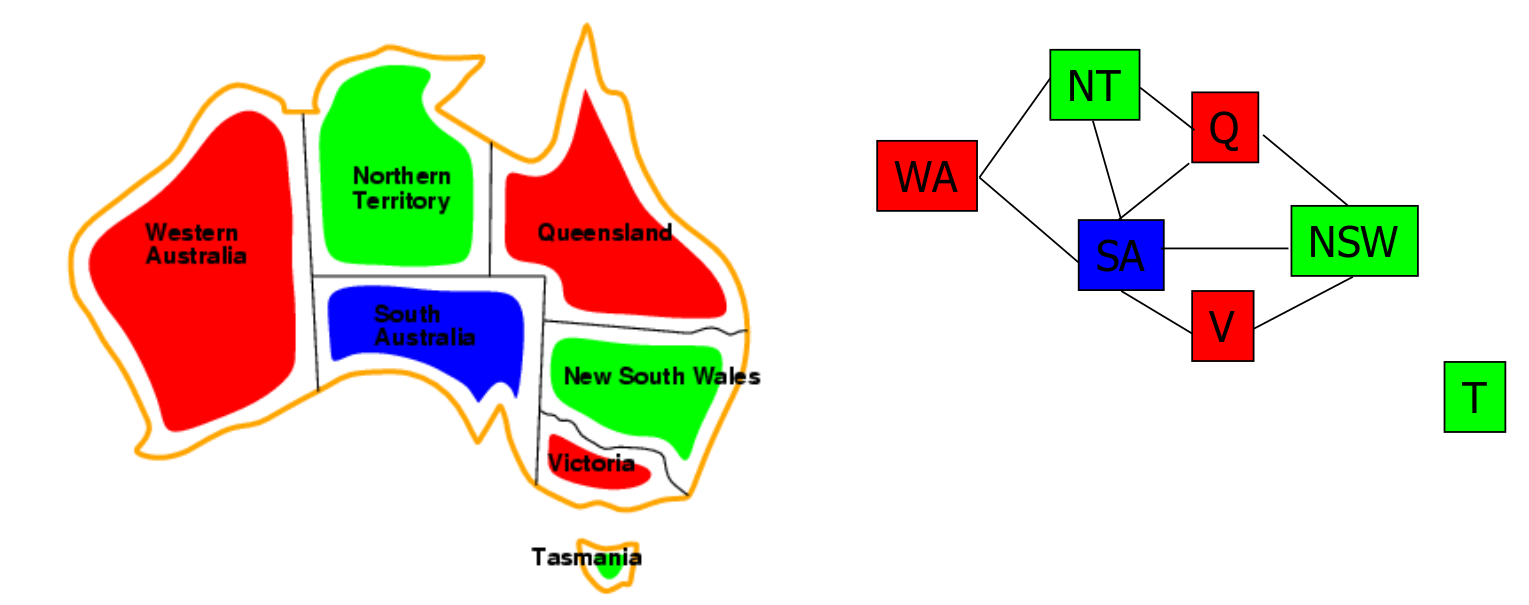 Northern
Territory
Western
Australia
Queensland
South
Australia
New South Wales
Victoria
Tasmania
NT
Q
WA
SA
NSW
V
T